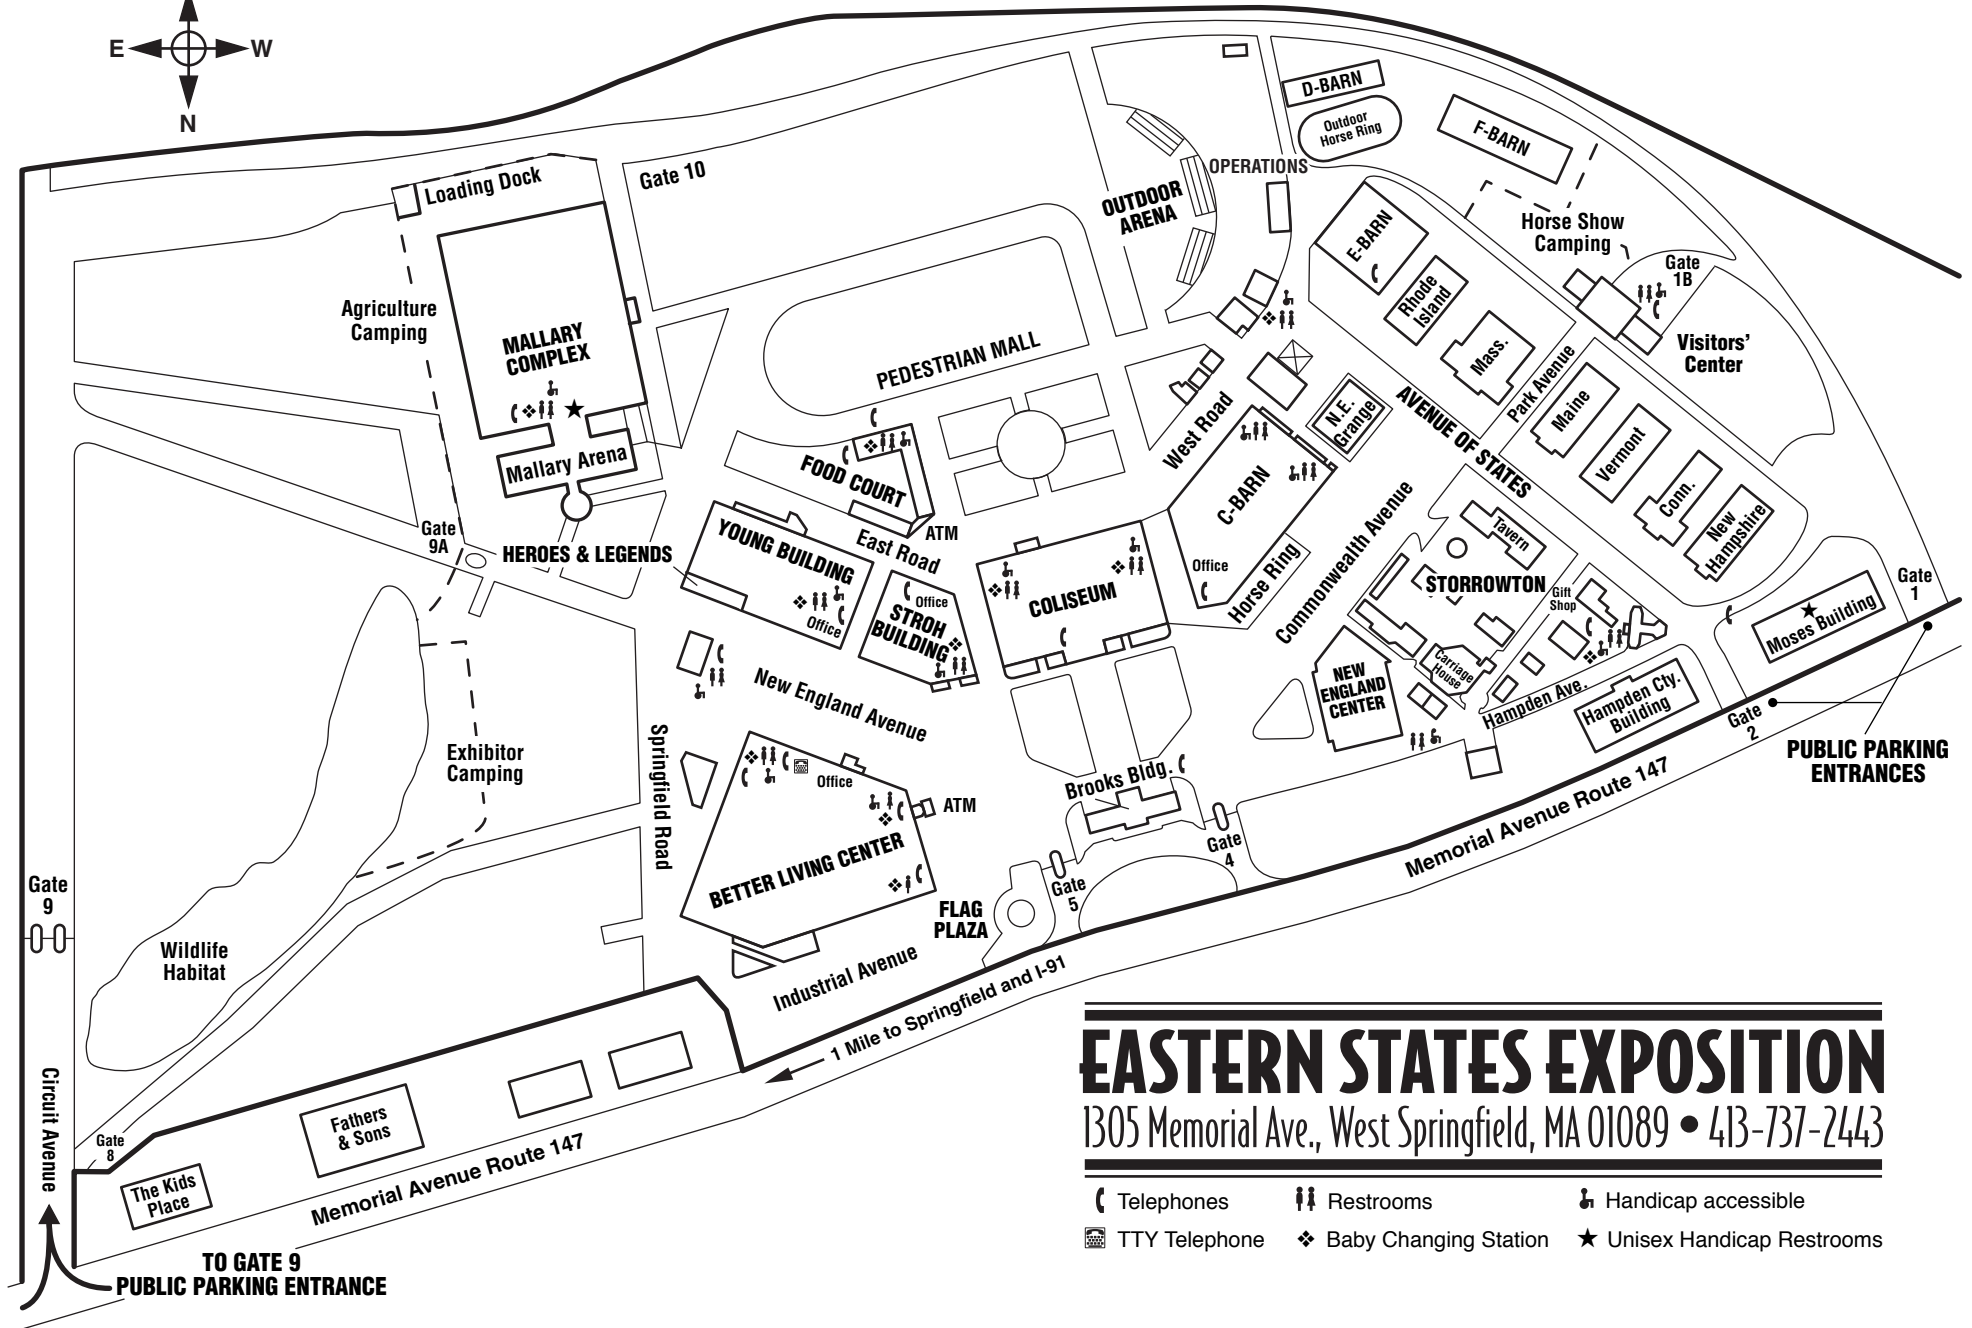 E
W
N
Loading Dock
Gate 10
D-BARN
Outdoor
Horse Ring
F-BARN
OPERATIONS
OUTDOOR
ARENA
E-BARN
Horse Show
Camping
Gate
1B
Rhode
Island
Agriculture
Camping
MALLARY
COMPLEX
PEDESTRIAN MALL
Mass.
Visitors'
Center
Park Avenue
Maine
N.E.
Grange
AVENUE OF STATES
West Road
Mallary Arena
FOOD COURT
Vermont
C-BARN
Conn.
New
Hampshire
Gate
9A
HEROES & LEGENDS
YOUNG BUILDING
East Road
ATM
Commonwealth Avenue
Tavern
Office
Horse Ring
STORROWTON
Gift
Shop
COLISEUM
Office
STROH
BUILDING
Office
Gate
1
Moses Building
Carriage
House
NEW
ENGLAND
CENTER
Hampden Ave.
Hampden Cty.
Building
New England Avenue
Gate
2
PUBLIC PARKING
ENTRANCES
Springfield Road
Exhibitor
Camping
Office
ATM
Brooks Bldg.
BETTER LIVING CENTER
Gate
4
Memorial Avenue Route 147
Gate
5
FLAG
PLAZA
Gate
9
Wildlife
Habitat
Industrial Avenue
1 Mile to Springfield and I-91
Circuit Avenue
Gate
8
Fathers
& Sons
The Kids
Place
Memorial Avenue Route 147
TO GATE 9
PUBLIC PARKING ENTRANCE
EASTERN STATES EXPOSITION
1305 Memorial Ave., West Springfield, MA 01089 • 413-737-2443
Telephones
Restrooms
Handicap accessible
TTY Telephone
Baby Changing Station
Unisex Handicap Restrooms